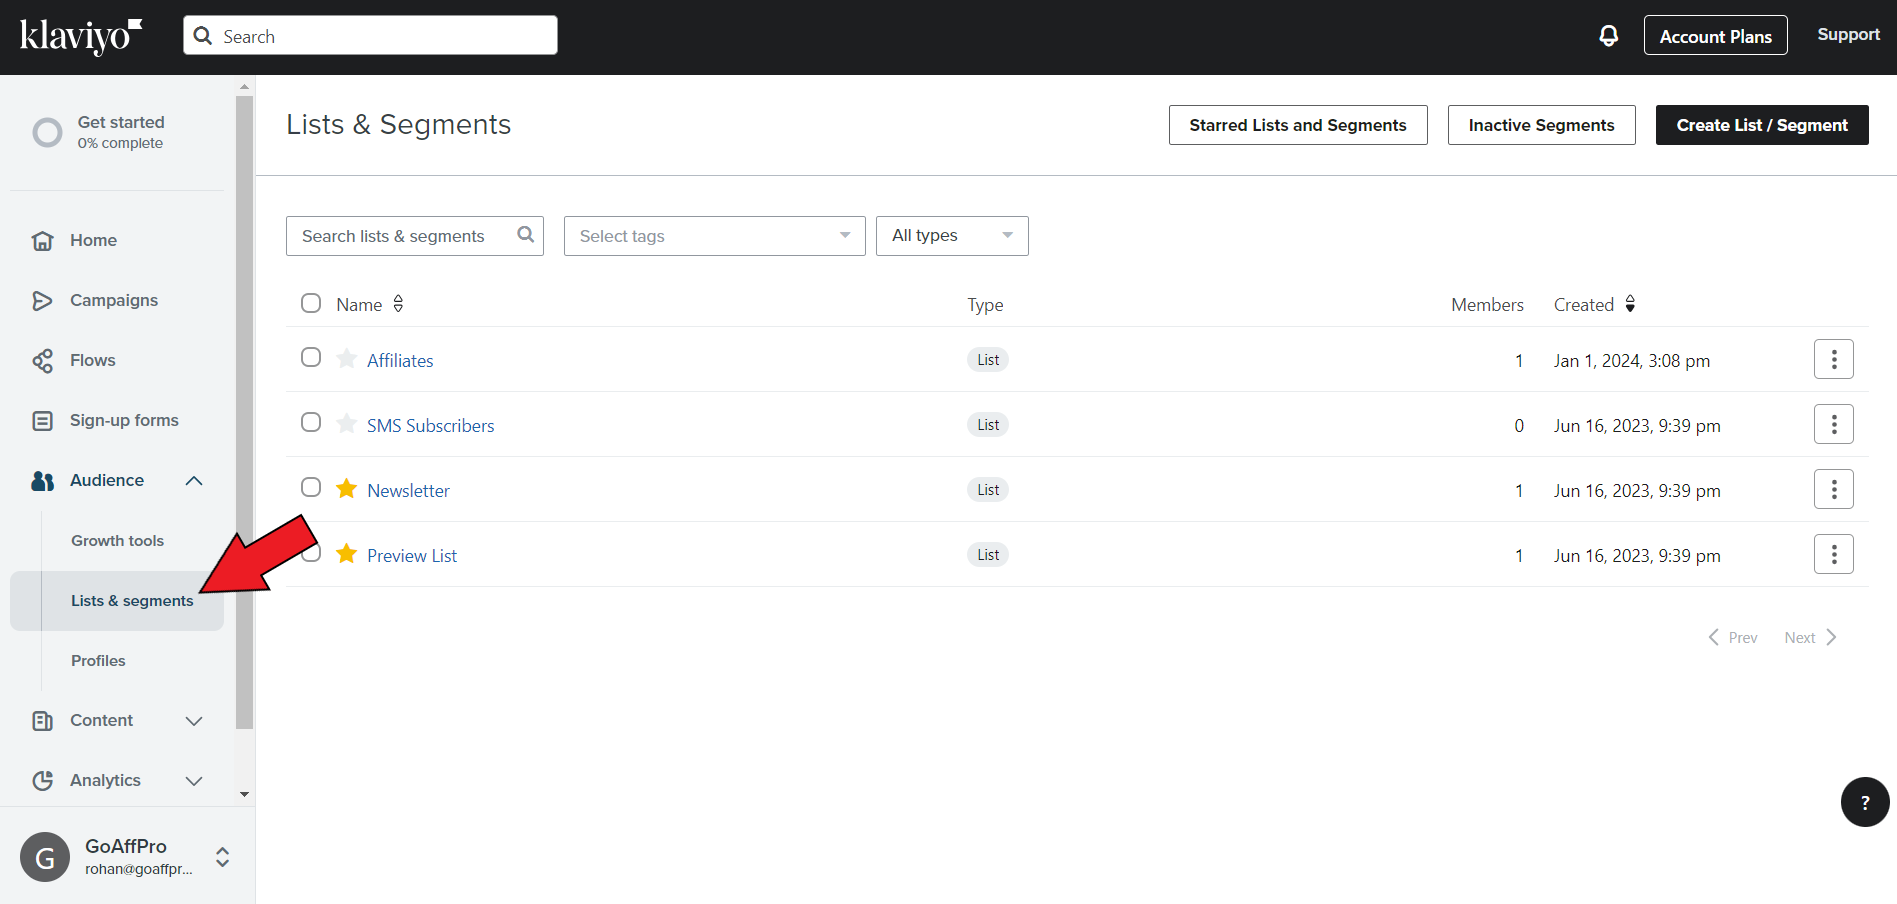 klaviyo
Search
Account Plans
Support
Get started
0% complete
Home
Campaigns
Flows
Sign-up forms
Audience
Growth tools
Lists & segments
Profiles
Content
Analytics
G
GoAffPro
rohan@goaffpr...
Lists & Segments
Starred Lists and Segments
Inactive Segments
Create List / Segment
Search lists & segments
Select tags
All types
Name Type Members Created
Affiliates List 1 Jan 1, 2024, 3:08 pm
SMS Subscribers List 0 Jun 16, 2023, 9:39 pm
Newsletter List 1 Jun 16, 2023, 9:39 pm
Preview List List 1 Jun 16, 2023, 9:39 pm
Prev Next
?